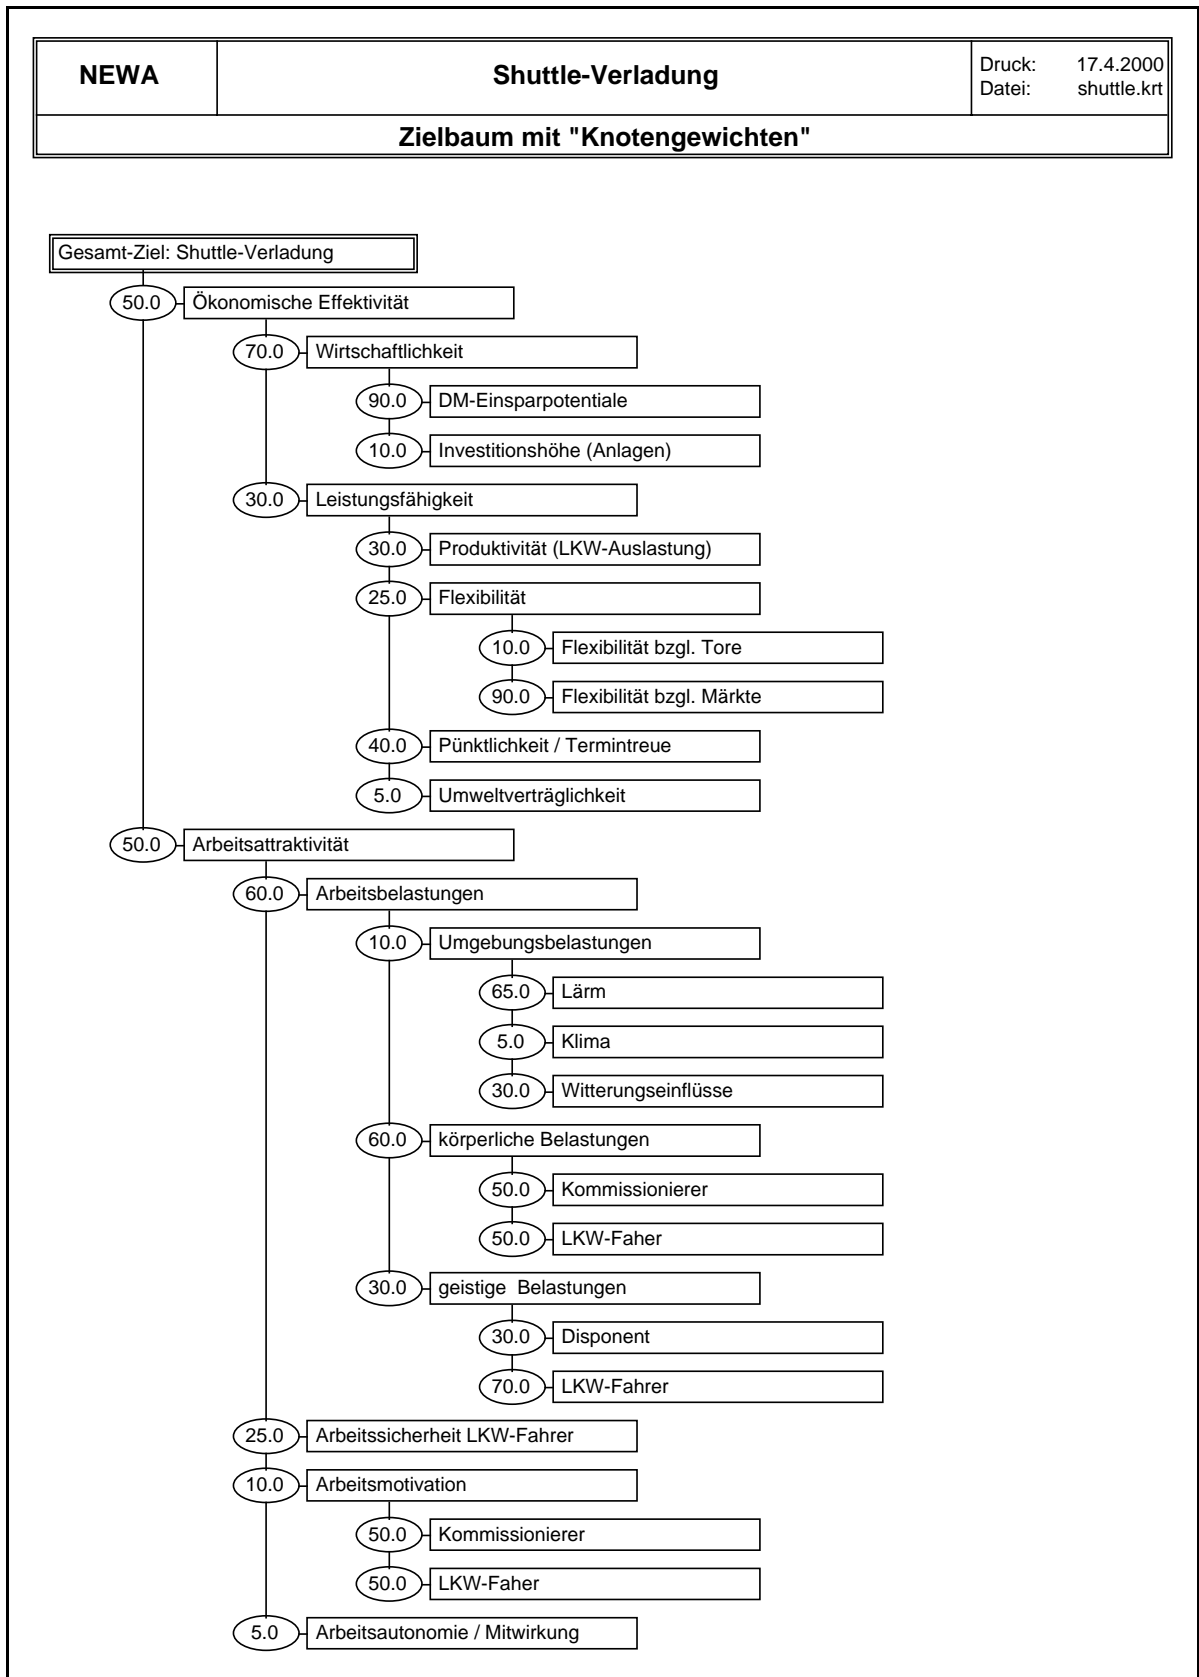 NEWA
Shuttle-Verladung
Druck: 17.4.2000
Datei: shuttle.krt
Zielbaum mit "Knotengewichten"
Gesamt-Ziel: Shuttle-Verladung
50.0 Ökonomische Effektivität
70.0 Wirtschaftlichkeit
90.0 DM-Einsparpotentiale
10.0 Investitionshöhe (Anlagen)
30.0 Leistungsfähigkeit
30.0 Produktivität (LKW-Auslastung)
25.0 Flexibilität
10.0 Flexibilität bzgl. Tore
90.0 Flexibilität bzgl. Märkte
40.0 Pünktlichkeit / Termintreue
5.0 Umweltverträglichkeit
50.0 Arbeitsattraktivität
60.0 Arbeitsbelastungen
10.0 Umgebungsbelastungen
65.0 Lärm
5.0 Klima
30.0 Witterungseinflüsse
60.0 körperliche Belastungen
50.0 Kommissionierer
50.0 LKW-Faher
30.0 geistige Belastungen
30.0 Disponent
70.0 LKW-Fahrer
25.0 Arbeitssicherheit LKW-Fahrer
10.0 Arbeitsmotivation
50.0 Kommissionierer
50.0 LKW-Faher
5.0 Arbeitsautonomie / Mitwirkung